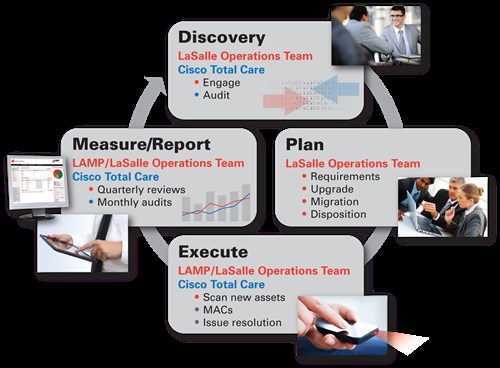 Discovery
LaSalle Operations Team
Cisco Total Care
• Engage
• Audit
Measure/Report
LAMP/LaSalle Operations Team
Cisco Total Care
• Quarterly reviews
• Monthly audits
Plan
LaSalle Operations Team
• Requirements
• Upgrade
• Migration
• Disposition
Execute
LAMP/LaSalle Operations Team
Cisco Total Care
• Scan new assets
• MACs
• Issue resolution